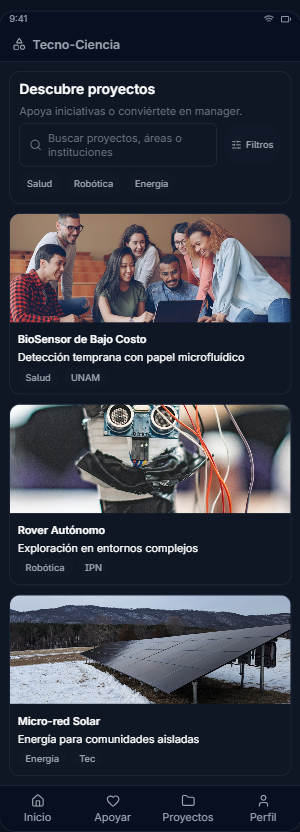 9:41
Tecno-Ciencia
Descubre proyectos
Apoya iniciativas o conviértete en manager.
Buscar proyectos, áreas o
instituciones
Filtros
Salud Robótica Energía
BioSensor de Bajo Costo
Detección temprana con papel microfluídico
Salud UNAM
Rover Autónomo
Exploración en entornos complejos
Robótica IPN
Micro-red Solar
Energía para comunidades aisladas
Energía Tec
Inicio Apoyar Proyectos Perfil